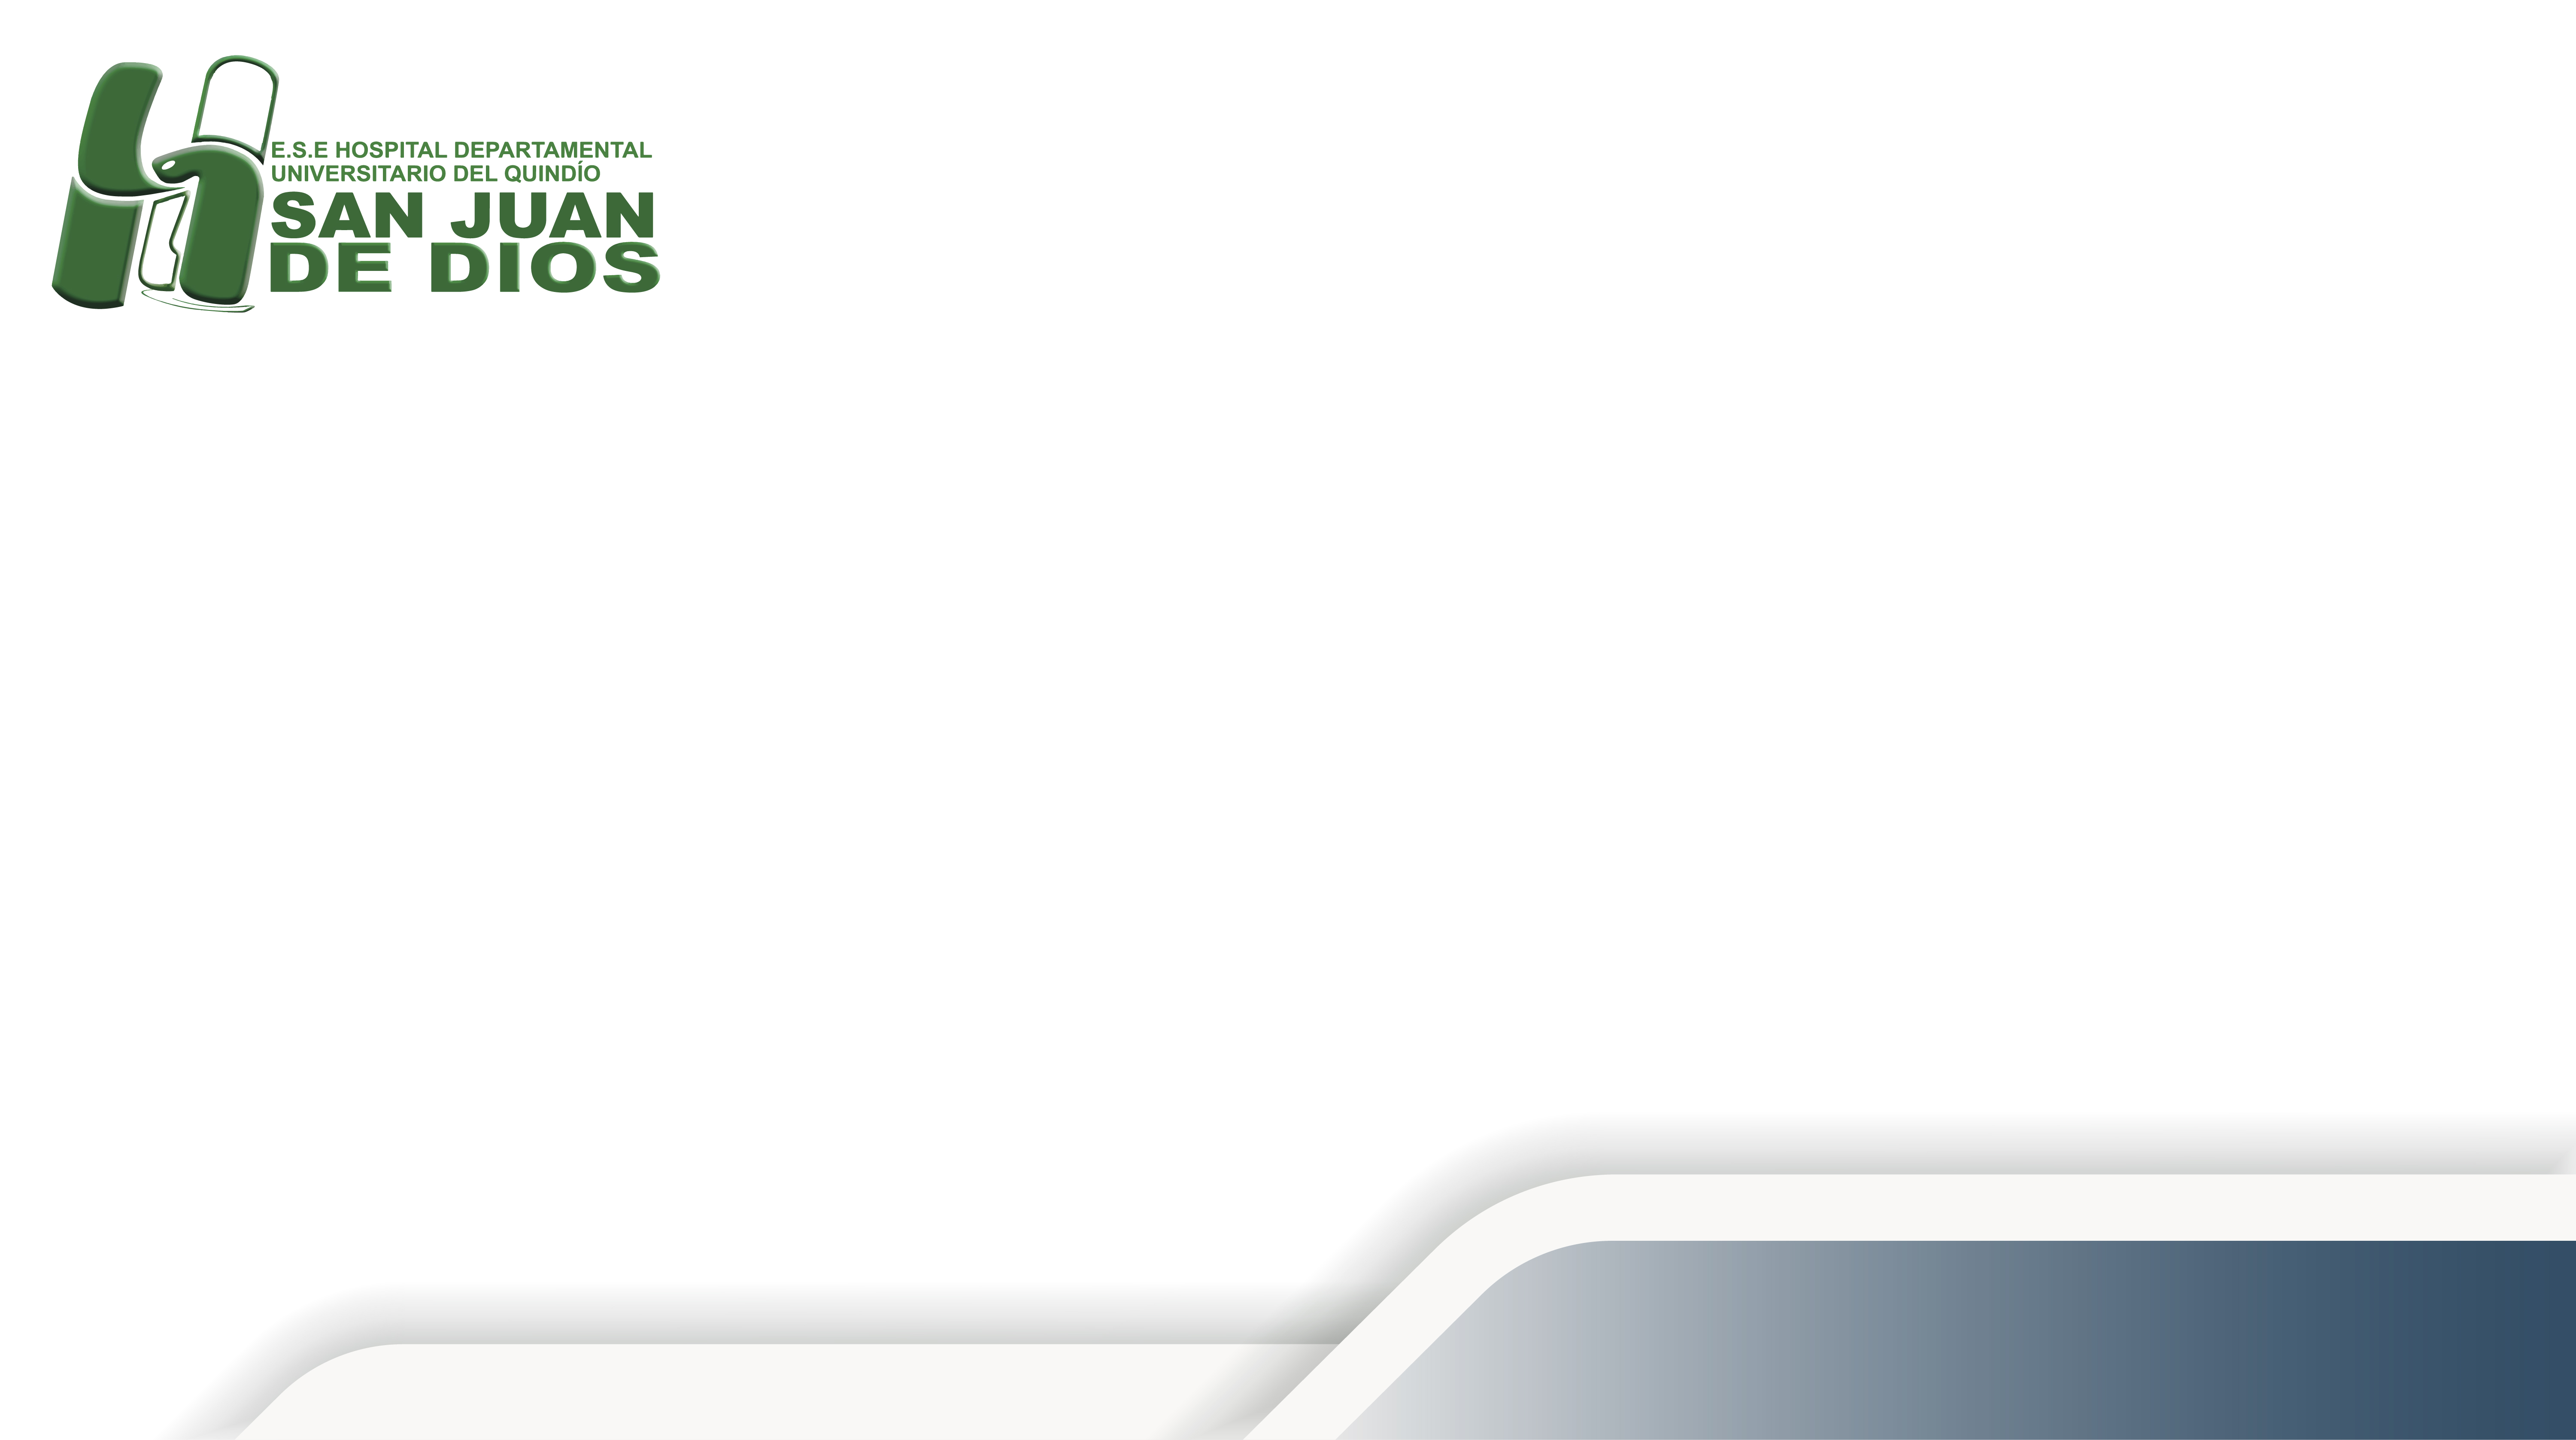 E.S.E HOSPITAL DEPARTAMENTAL
UNIVERSITARIO DEL QUINDÍO
SAN JUAN
DE DIOS